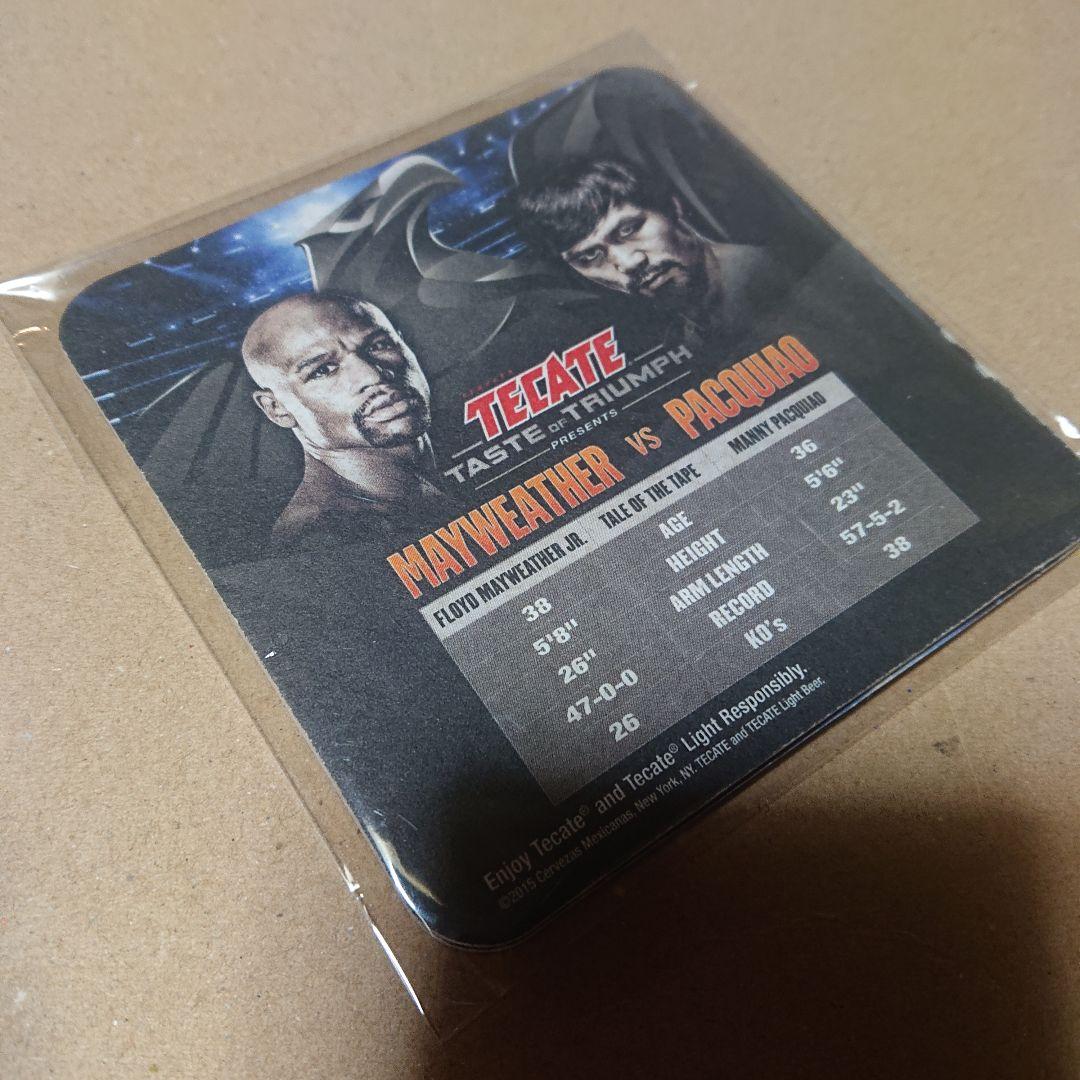 TECATE
TASTE OF TRIUMPH
PRESENTS
MAYWEATHER VS PACQUIAO
FLOYD MAYWEATHER JR. TALE OF THE TAPE MANNY PACQUIAO
38 AGE 36
5'8" HEIGHT 5'6"
26" ARM LENGTH 23"
47-0-0 RECORD 57-5-2
26 KO's 38
Enjoy Tecate® and Tecate® Light Responsibly.
©2015 Cervezas Mexicanas, New York, NY. TECATE and TECATE Light Beer.